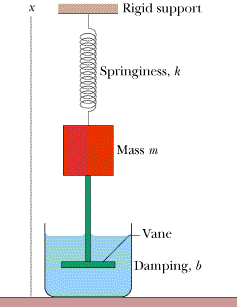 x
Rigid support
Springiness, k
Mass m
Vane
Damping, b